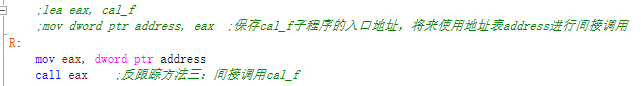 ;lea eax, cal_f
;mov dword ptr address, eax ;保存cal_f子程序的入口地址，将来使用地址表address进行间接调用
R:
mov eax, dword ptr address
call eax ;反跟踪方法三：间接调用cal_f